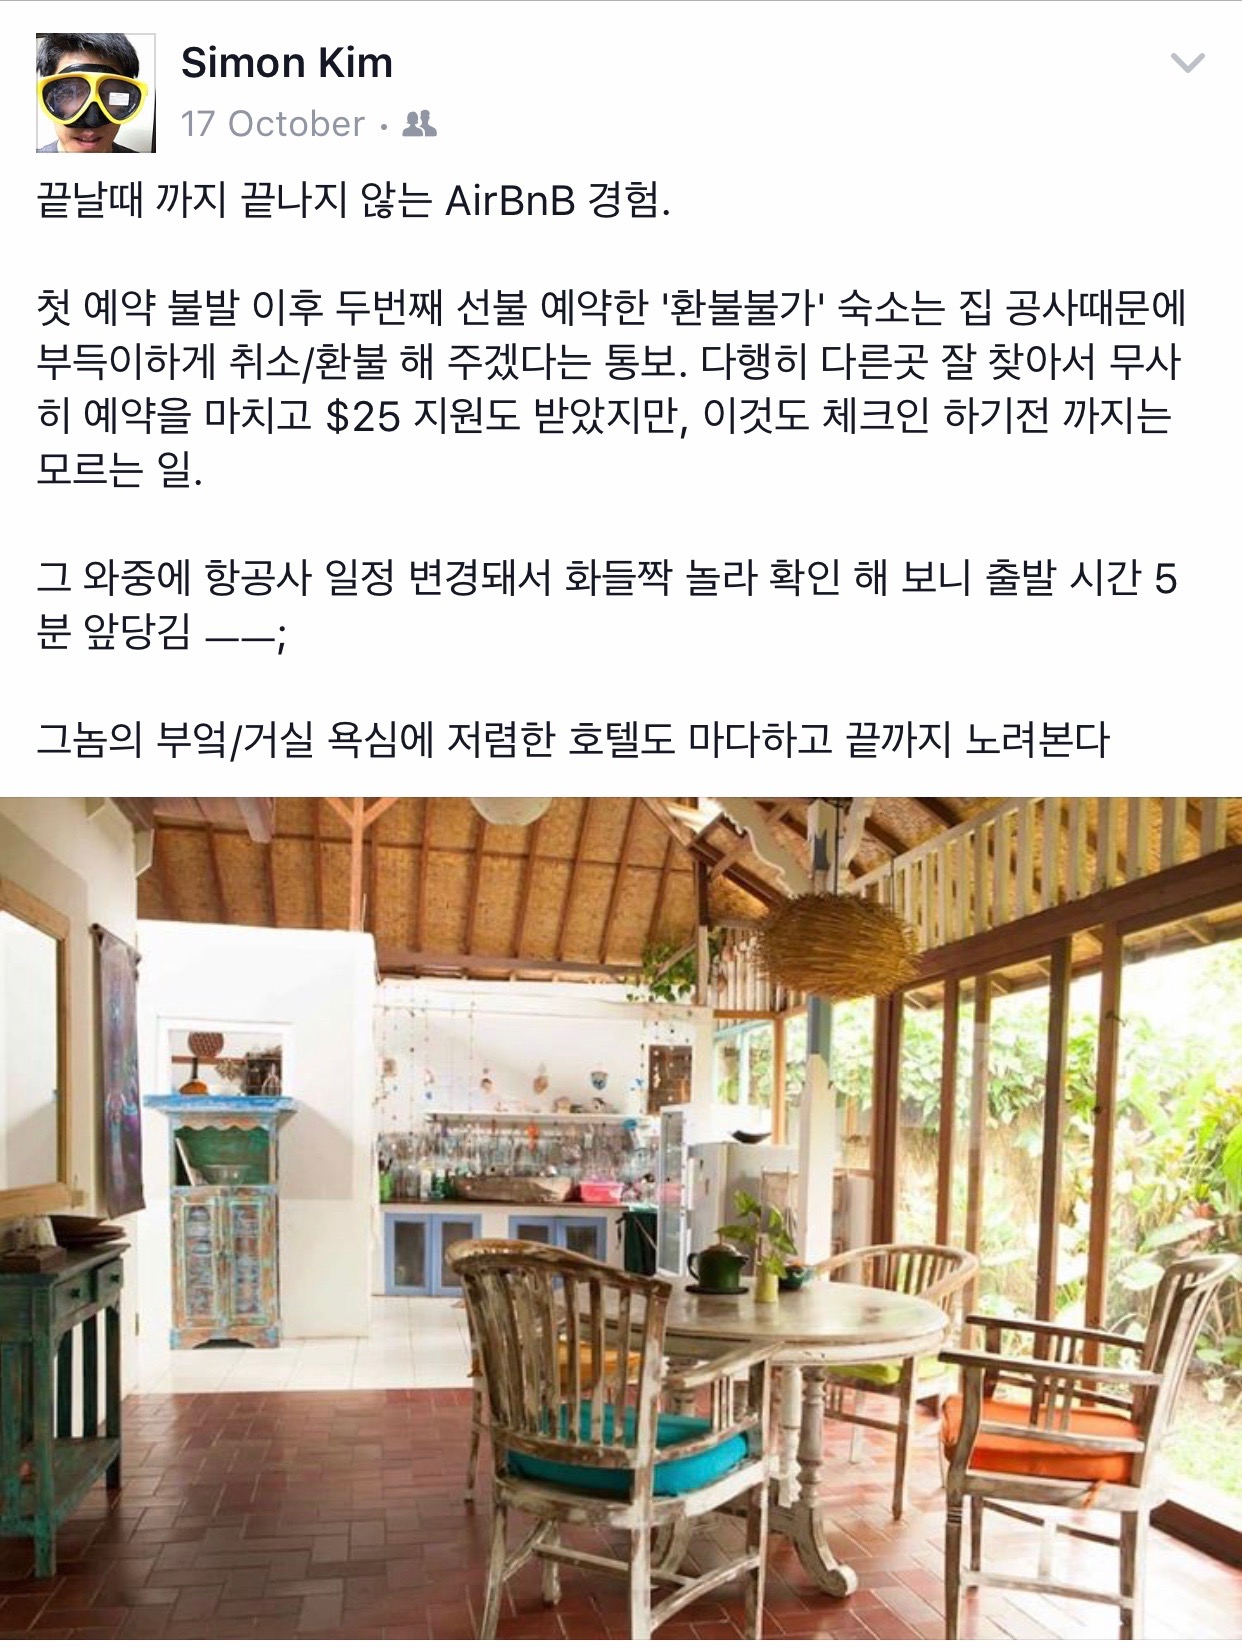 Simon Kim
17 October ·
끝날때 까지 끝나지 않는 AirBnB 경험.
첫 예약 불발 이후 두번째 선불 예약한 '환불불가' 숙소는 집 공사때문에
부득이하게 취소/환불 해 주겠다는 통보. 다행히 다른곳 잘 찾아서 무사
히 예약을 마치고 $25 지원도 받았지만, 이것도 체크인 하기전 까지는
모르는 일.
그 와중에 항공사 일정 변경돼서 화들짝 놀라 확인 해 보니 출발 시간 5
분 앞당김 ㅡㅡ;
그놈의 부엌/거실 욕심에 저렴한 호텔도 마다하고 끝까지 노려본다